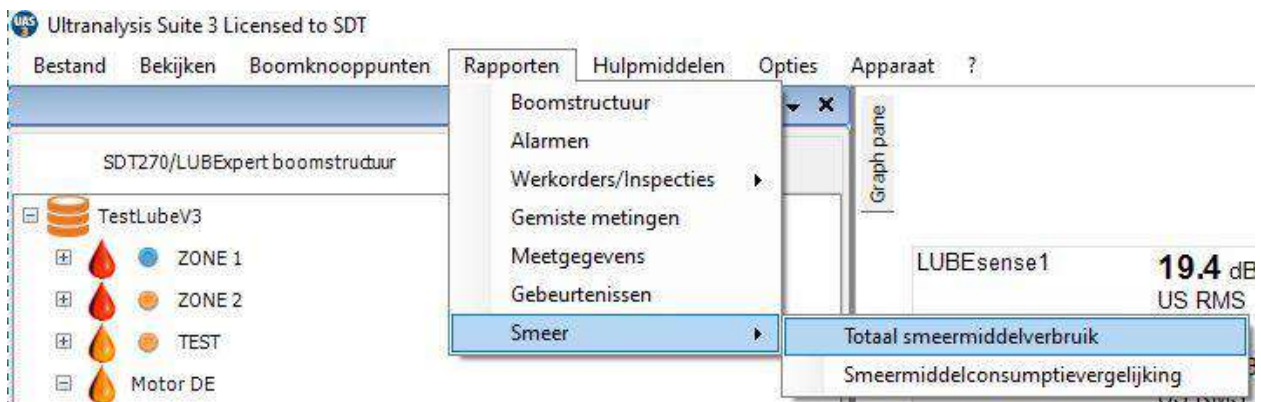 Ultranalysis Suite 3 Licensed to SDT
Bestand Bekijken Boomknooppunten Rapporten Hulpmiddelen Opties Apparaat ?
Boomstructuur
Alarmen
Werkorders/Inspecties
Gemiste metingen
Meetgegevens
Gebeurtenissen
Smeer
Totaal smeermiddelverbruik
Smeermiddelconsumptievergelijking
SDT270/LUBExpert boomstructuur
TestLubeV3
ZONE 1
ZONE 2
TEST
Motor DE
Graph pane
LUBEsense1 19.4 dB
US RMS